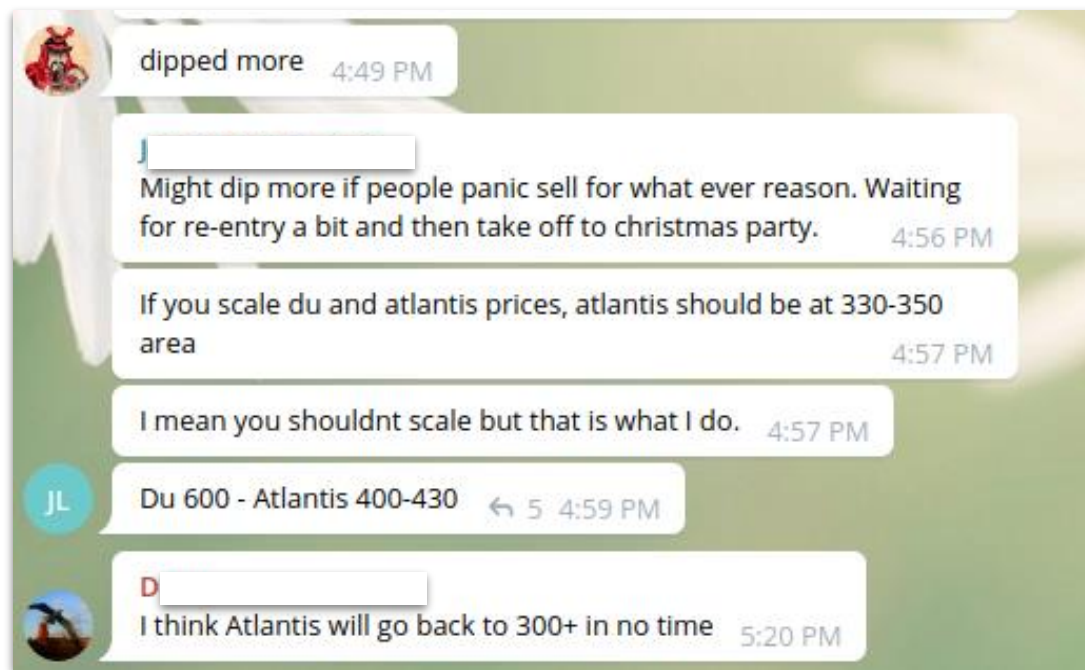 dipped more 4:49 PM
J
Might dip more if people panic sell for what ever reason. Waiting
for re-entry a bit and then take off to christmas party. 4:56 PM
If you scale du and atlantis prices, atlantis should be at 330-350
area 4:57 PM
I mean you shouldnt scale but that is what I do. 4:57 PM
JL
Du 600 - Atlantis 400-430 5 4:59 PM
D
I think Atlantis will go back to 300+ in no time 5:20 PM